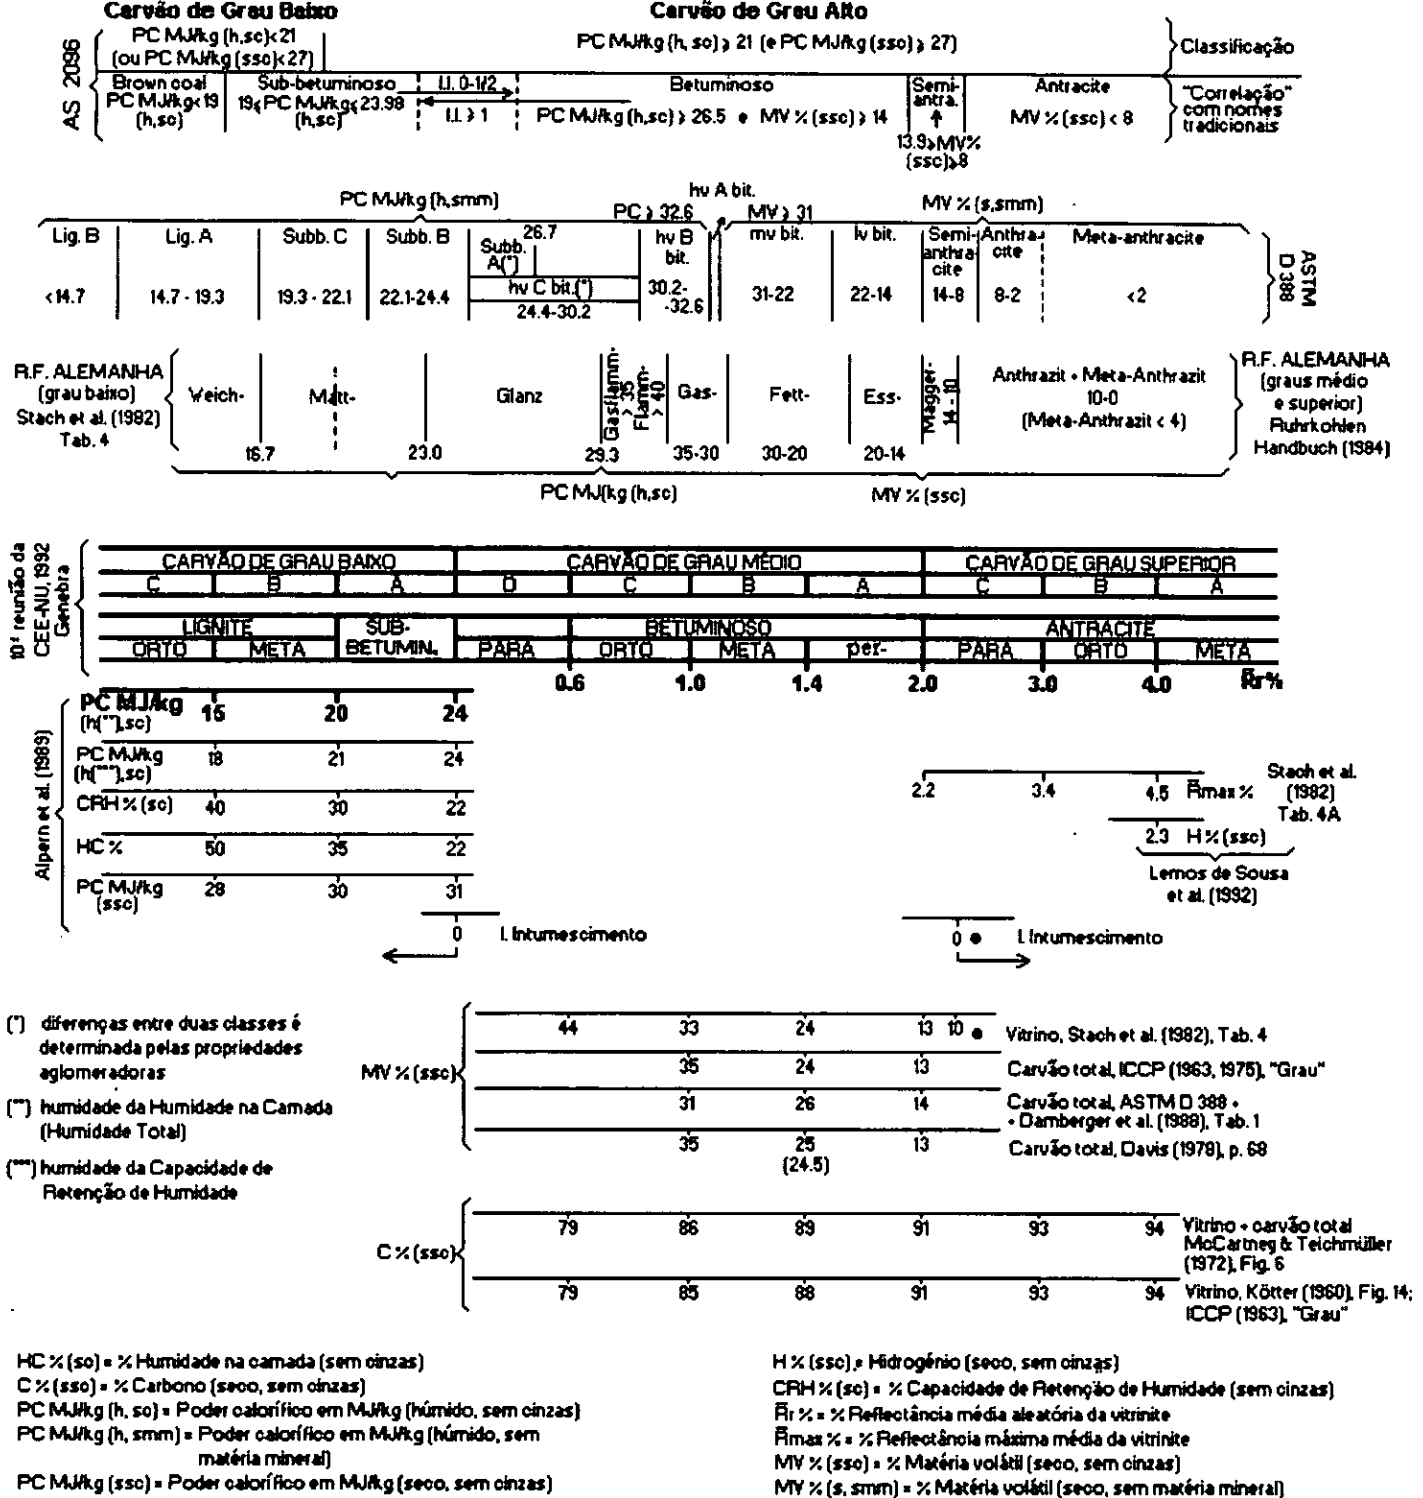 Carvão de Grau Baixo
Carvão de Grau Alto
AS 2096
PC MJ/kg (h,sc)<21
(ou PC MJ/kg (ssc)<27)
PC MJ/kg (h, sc) ⩾ 21 (e PC MJ/kg (ssc) ⩾ 27)
Classificação
Brown coal
PC MJ/kg<19
(h,sc)
Sub-betuminoso
19⩽PC MJ/kg⩽23.98
(h,sc)
I.I. 0-1/2
I.I. ⩾ 1
Betuminoso
PC MJ/kg (h,sc) ⩾ 26.5 e MV % (ssc) ⩾ 14
Semi-
antra.
13.9⩾MV%
(ssc)⩾8
Antracite
MV % (ssc) < 8
"Correlação"
com nomes
tradicionais
PC MJ/kg (h,smm)
hv A bit.
PC ⩾ 32.6
MV ⩾ 31
MV % (s,smm)
Lig. B
<14.7
Lig. A
14.7 - 19.3
Subb. C
19.3 - 22.1
Subb. B
22.1-24.4
26.7
Subb.
A(*)
hv C bit.(*)
24.4-30.2
hv B
bit.
30.2-
-32.6
mv bit.
31-22
lv bit.
22-14
Semi-
anthra-
cite
14-8
Anthra-
cite
8-2
Meta-anthracite
<2
ASTM
D 388
R.F. ALEMANHA
(grau baixo)
Stach et al. (1982)
Tab. 4
Weich-
Matt-
Glanz
Gasflamm-
> 35
Flamm-
> 40
Gas-
Fett-
Ess-
Magger-
14 - 10
Anthrazit + Meta-Anthrazit
10-0
(Meta-Anthrazit < 4)
16.7
23.0
29.3
35-30
30-20
20-14
R.F. ALEMANHA
(graus médio
e superior)
Ruhrkohlen
Handbuch (1984)
PC MJ(kg (h,sc)
MV % (ssc)
10ª reunião da
CEE-NU, 1992
Genebra
CARVÃO DE GRAU BAIXO
CARVÃO DE GRAU MÉDIO
CARVÃO DE GRAU SUPERIOR
C B A D C B A C B A
LIGNITE
SUB-
BETUMIN.
BETUMINOSO
ANTRACITE
ORTO META PARA ORTO META per- PARA ORTO META
0.6 1.0 1.4 2.0 3.0 4.0 R̄r%
Alpern et al. (1989)
PC MJ/kg
(h(**),sc)
15 20 24
PC MJ/kg
(h(***),sc)
18 21 24
CRH % (sc) 40 30 22
HC % 50 35 22
PC MJ/kg
(ssc)
28 30 31
2.2 3.4 4.5 R̄max %
Stach et al.
(1982)
Tab. 4A
2.3 H % (ssc)
Lemos de Sousa
et al. (1992)
0 I. Intumescimento
0 ● I. Intumescimento
(*) diferenças entre duas classes é
determinada pelas propriedades
aglomeradoras
(**) humidade da Humidade na Camada
(Humidade Total)
(***) humidade da Capacidade de
Retenção de Humidade
MV % (ssc)
44 33 24 13 10 ● Vitrino, Stach et al. (1982), Tab. 4
35 24 13 Carvão total, ICCP (1963, 1975), "Grau"
31 26 14 Carvão total, ASTM D 388 +
+ Damberger et al. (1988), Tab. 1
35 25 13 Carvão total, Davis (1978), p. 68
(24.5)
C % (ssc)
79 86 89 91 93 94 Vitrino + carvão total
McCartney & Teichmüller
(1972), Fig. 6
79 85 88 91 93 94 Vitrino, Kötter (1960), Fig. 14;
ICCP (1963), "Grau"
HC % (sc) = % Humidade na camada (sem cinzas)
C % (ssc) = % Carbono (seco, sem cinzas)
PC MJ/kg (h, sc) = Poder calorífico em MJ/kg (húmido, sem cinzas)
PC MJ/kg (h, smm) = Poder calorífico em MJ/kg (húmido, sem
matéria mineral)
PC MJ/kg (ssc) = Poder calorífico em MJ/kg (seco, sem cinzas)
H % (ssc) = Hidrogénio (seco, sem cinzas)
CRH % (sc) = % Capacidade de Retenção de Humidade (sem cinzas)
R̄r % = % Reflectância média aleatória da vitrinite
R̄max % = % Reflectância máxima média da vitrinite
MV % (ssc) = % Matéria volátil (seco, sem cinzas)
MV % (s, smm) = % Matéria volátil (seco, sem matéria mineral)